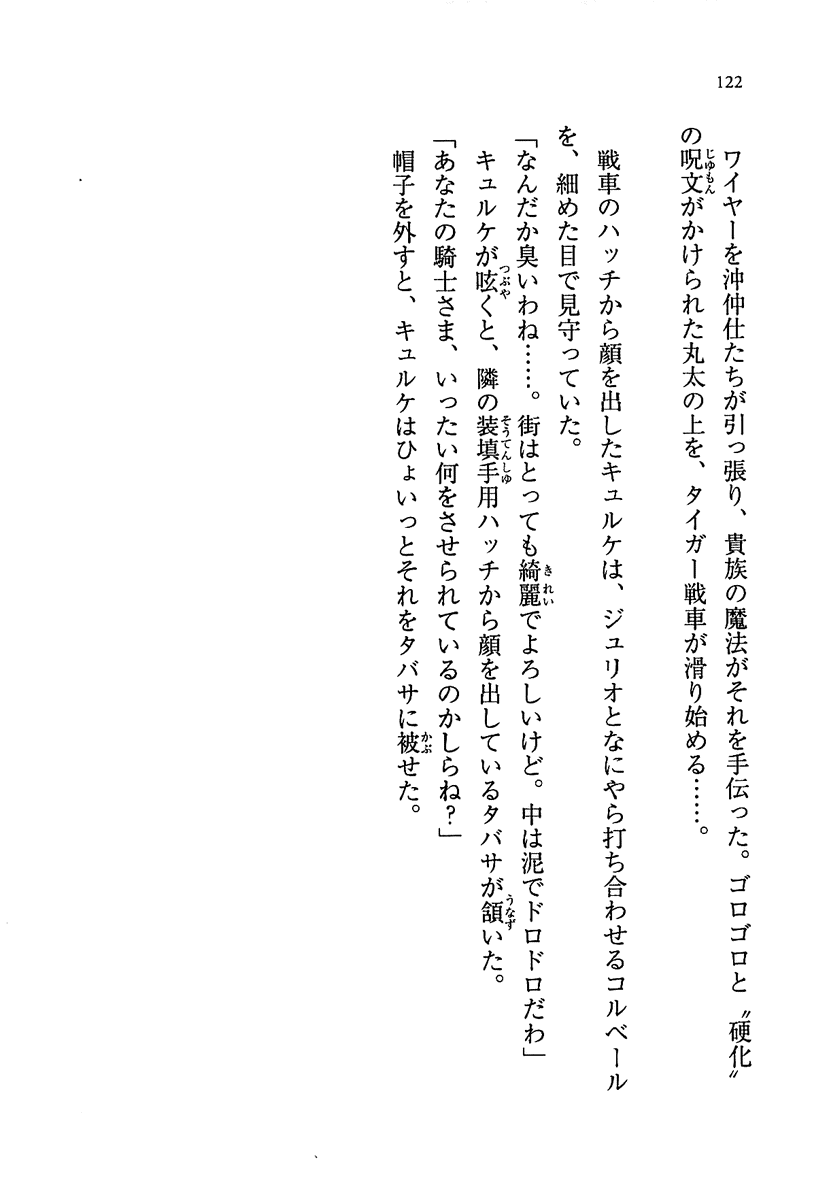 122
ワイヤーを沖仲仕たちが引っ張り、貴族の魔法がそれを手伝った。ゴロゴロと〝硬化〟
の呪文がかけられた丸太の上を、タイガー戦車が滑り始める……。
戦車のハッチから顔を出したキュルケは、ジュリオとなにやら打ち合わせるコルベール
を、細めた目で見守っていた。
「なんだか臭いわね……。街はとっても綺麗でよろしいけど。中は泥でドロドロだわ」
キュルケが呟くと、隣の装填手用ハッチから顔を出しているタバサが頷いた。
「あなたの騎士さま、いったい何をさせられているのかしらね？」
帽子を外すと、キュルケはひょいっとそれをタバサに被せた。